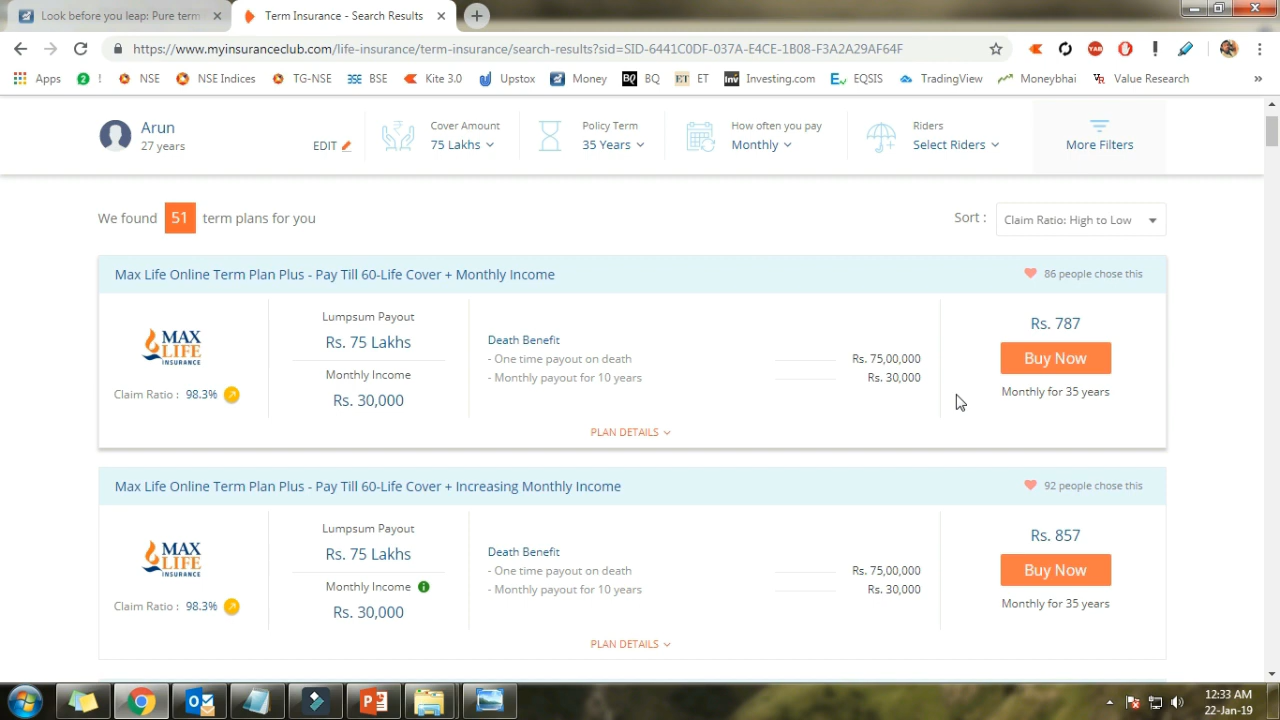 Look before you leap: Pure term
Term Insurance - Search Results
https://www.myinsuranceclub.com/life-insurance/term-insurance/search-results?sid=SID-6441C0DF-037A-E4CE-1B08-F3A2A29AF64F
Apps 2 ! NSE NSE Indices TG-NSE BSE Kite 3.0 Upstox Money BQ BQ ET ET Inv Investing.com EQSIS TradingView Moneybhai Value Research »
Arun
27 years
EDIT
Cover Amount
75 Lakhs
Policy Term
35 Years
How often you pay
Monthly
Riders
Select Riders
More Filters
We found 51 term plans for you
Sort : Claim Ratio: High to Low
Max Life Online Term Plan Plus - Pay Till 60-Life Cover + Monthly Income
86 people chose this
MAX
LIFE
INSURANCE
Claim Ratio : 98.3%
Lumpsum Payout
Rs. 75 Lakhs
Monthly Income
Rs. 30,000
Death Benefit
- One time payout on death Rs. 75,00,000
- Monthly payout for 10 years Rs. 30,000
Rs. 787
Buy Now
Monthly for 35 years
PLAN DETAILS
Max Life Online Term Plan Plus - Pay Till 60-Life Cover + Increasing Monthly Income
92 people chose this
MAX
LIFE
INSURANCE
Claim Ratio : 98.3%
Lumpsum Payout
Rs. 75 Lakhs
Monthly Income i
Rs. 30,000
Death Benefit
- One time payout on death Rs. 75,00,000
- Monthly payout for 10 years Rs. 30,000
Rs. 857
Buy Now
Monthly for 35 years
PLAN DETAILS
12:33 AM
22-Jan-19